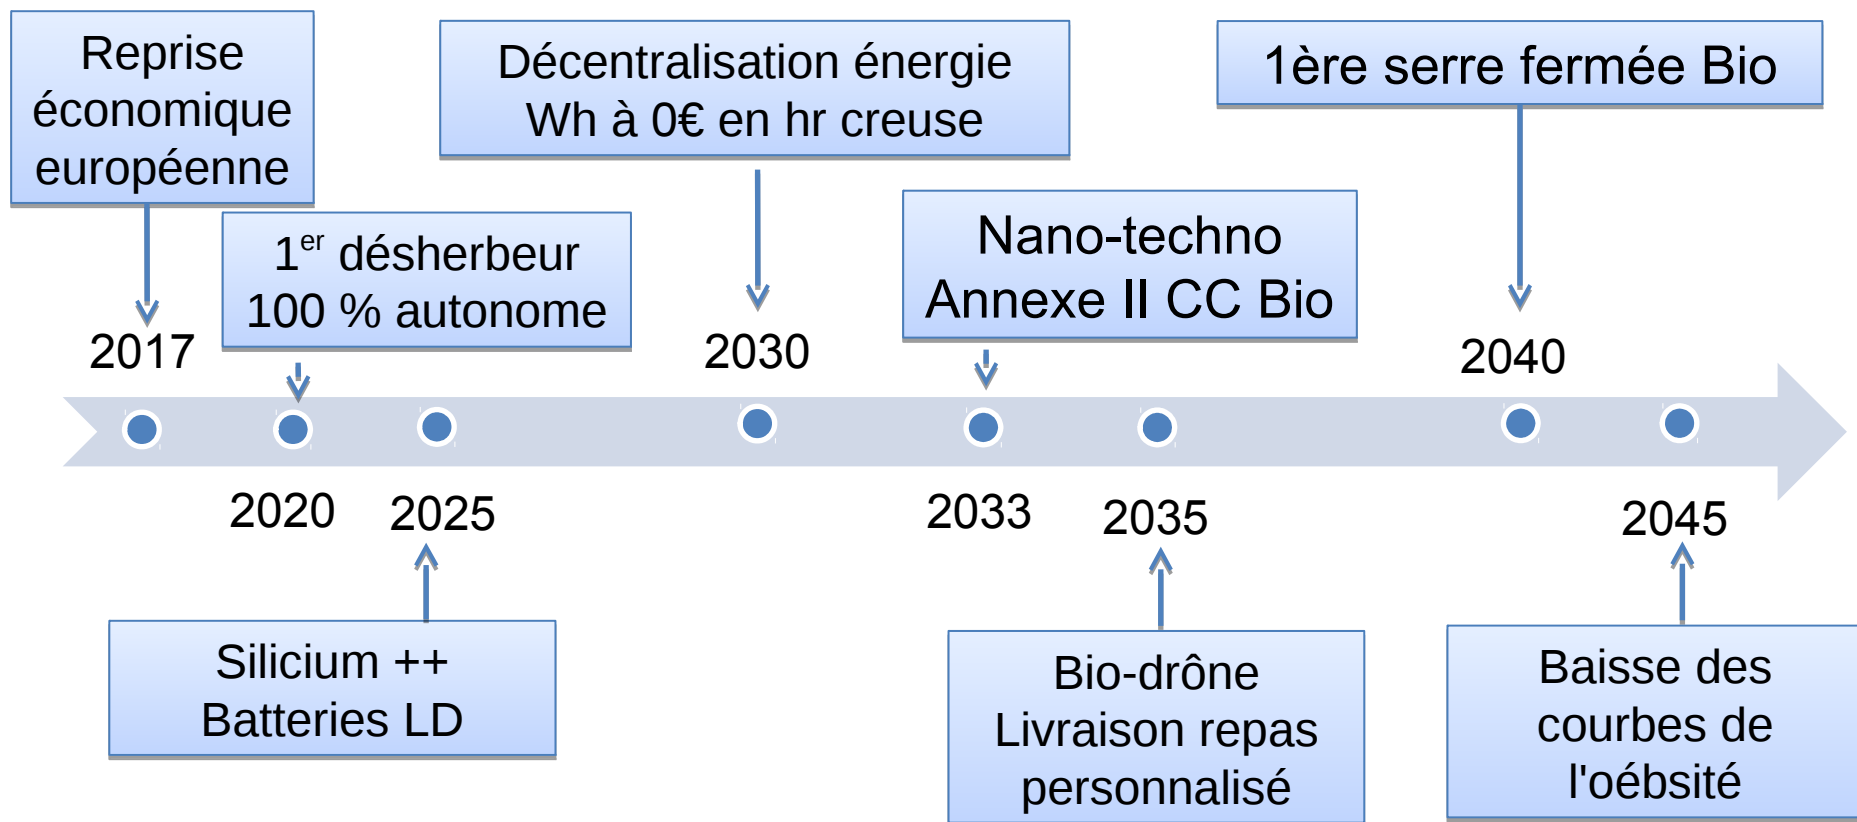 Reprise
économique
européenne
Décentralisation énergie
Wh à 0€ en hr creuse
1ère serre fermée Bio
1er désherbeur
100 % autonome
Nano-techno
Annexe II CC Bio
2017
2030
2040
2020
2025
2033
2035
2045
Silicium ++
Batteries LD
Bio-drône
Livraison repas
personnalisé
Baisse des
courbes de
l'oébsité